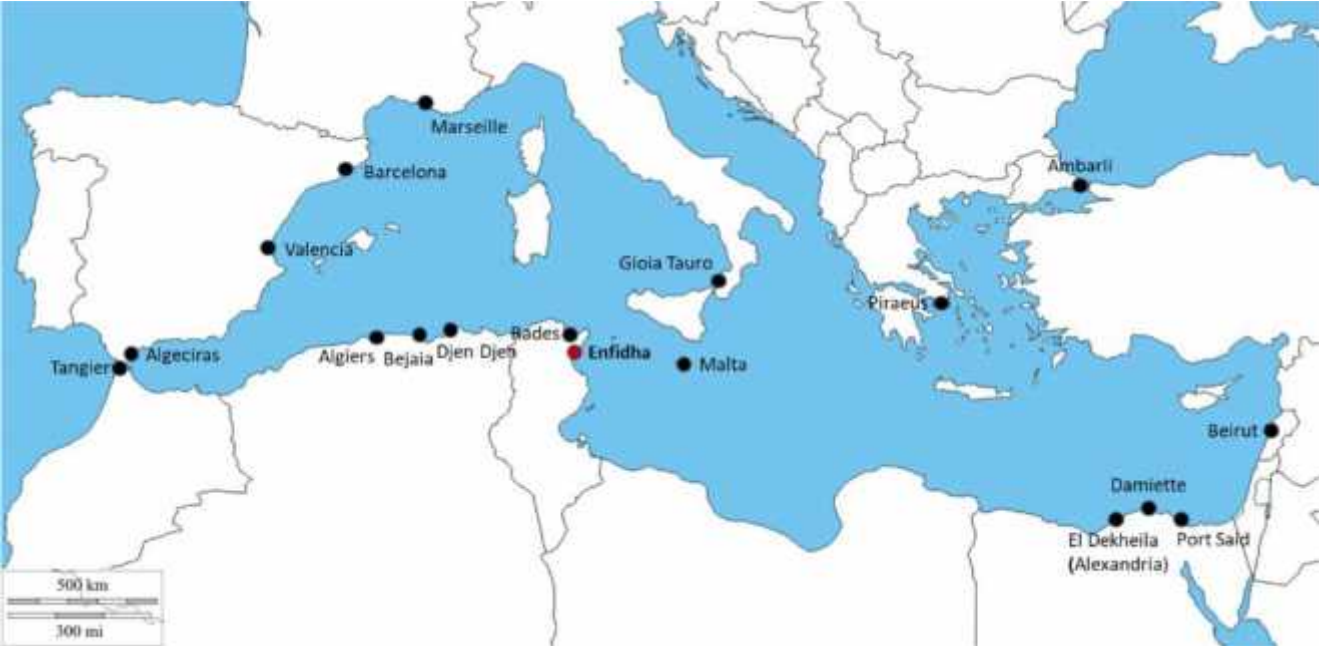 Marseille
Barcelona
Ambarli
Valencia
Gioia Tauro
Piraeus
Bades
Algiers
Bejaia
Djen Djen
Enfidha
Algeciras
Tangier
Malta
Beirut
Damiette
El Dekheila
(Alexandria)
Port Said
500 km
300 mi